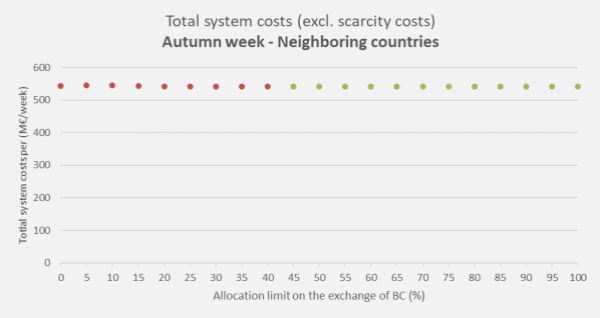 Total system costs (excl. scarcity costs)
Autumn week - Neighboring countries
Totlal system costs per (M€/week)
600
500
400
300
200
100
0
0 5 10 15 20 25 30 35 40 45 50 55 60 65 70 75 80 85 90 95 100
Allocation limit on the exchange of BC (%)